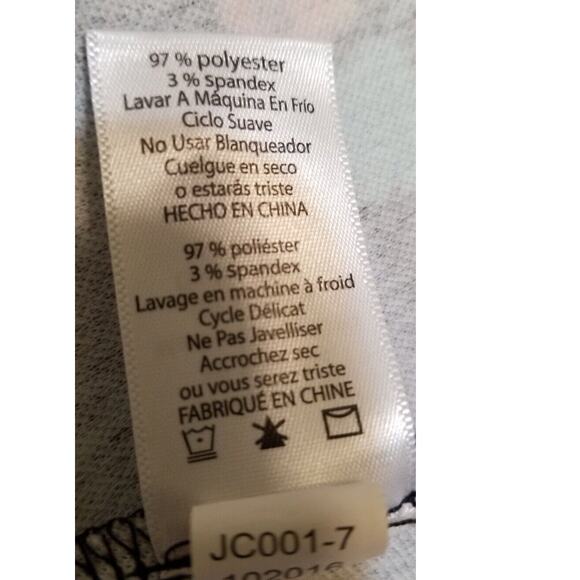 97 % polyester
3 % Spandex
Lavar A Máquina En Frío
Ciclo Suave
No Usar Blanqueador
Cuelgue en seco
o estarás triste
HECHO EN CHINA
97 % poliéster
3 % Spandex
Lavage en machine à froid
Cycle Délicat
Ne Pas Javelliser
Accrochez sec
ou vous serez triste
FABRIQUÉ EN CHINE
JC001-7
102016